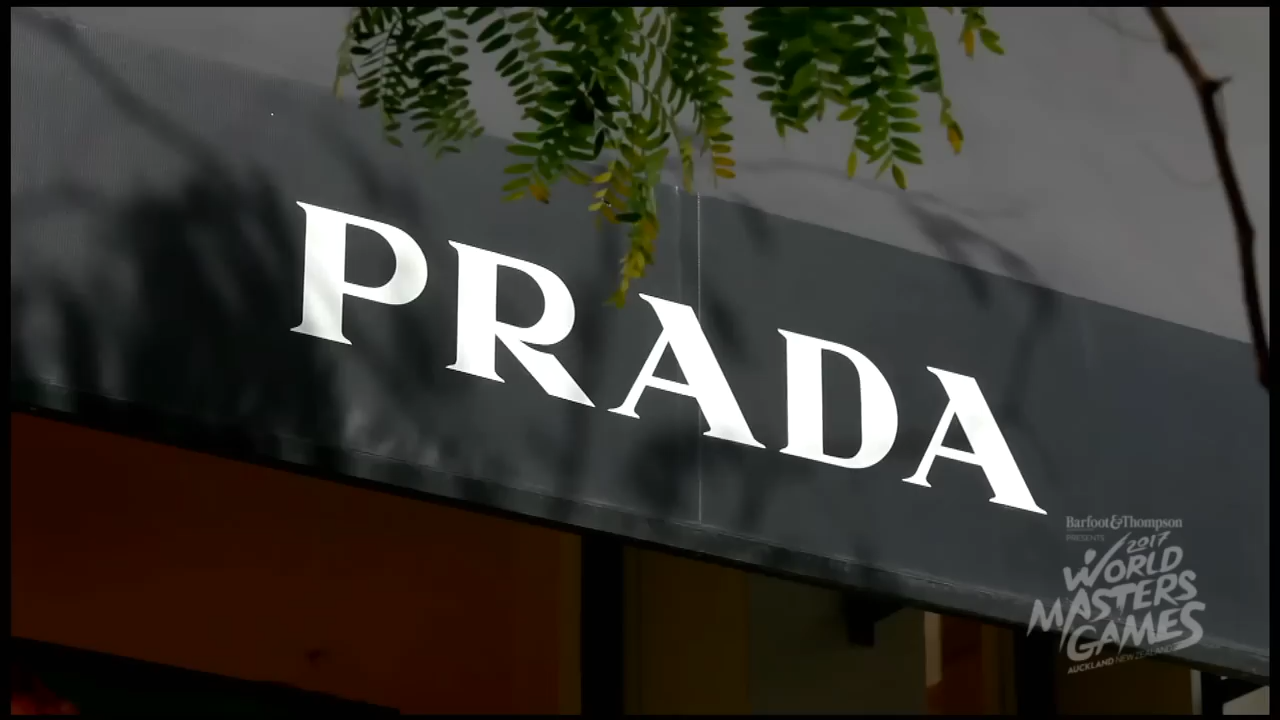 PRADA
Barfoot&Thompson
PRESENTS
2017
WORLD
MASTERS
GAMES
AUCKLAND NEW ZEALAND